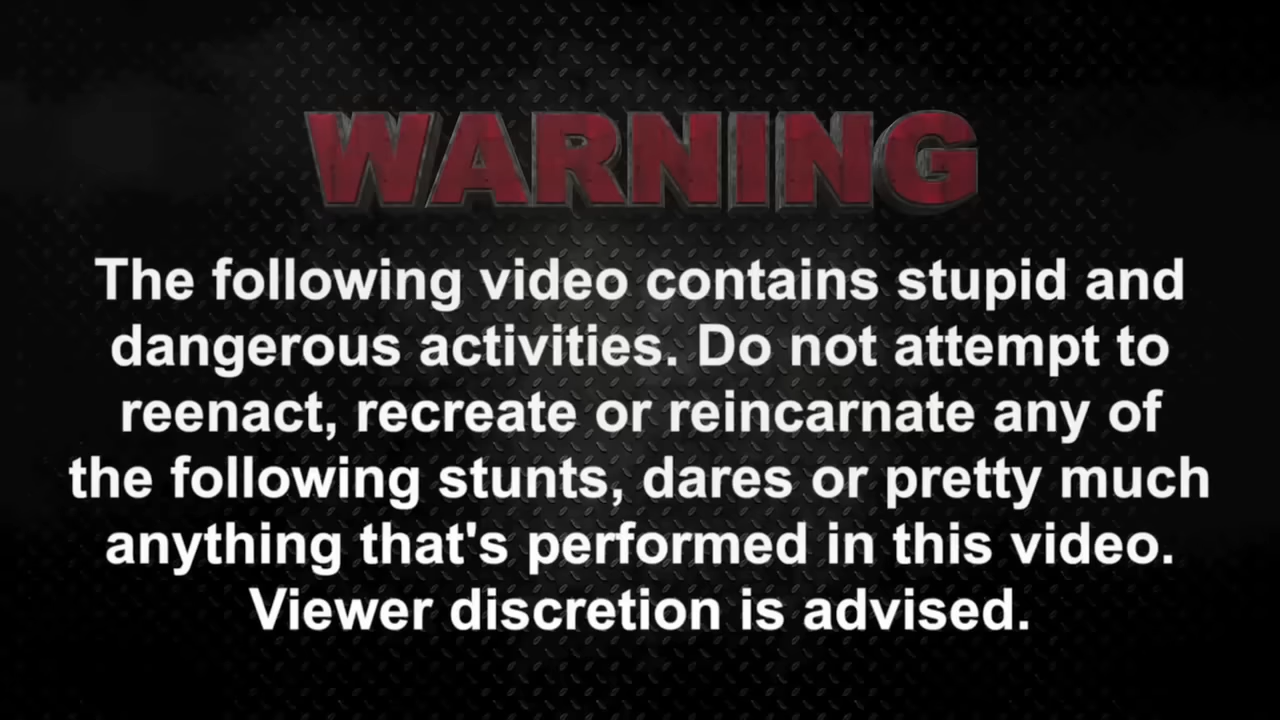 WARNING
The following video contains stupid and
dangerous activities. Do not attempt to
reenact, recreate or reincarnate any of
the following stunts, dares or pretty much
anything that's performed in this video.
Viewer discretion is advised.